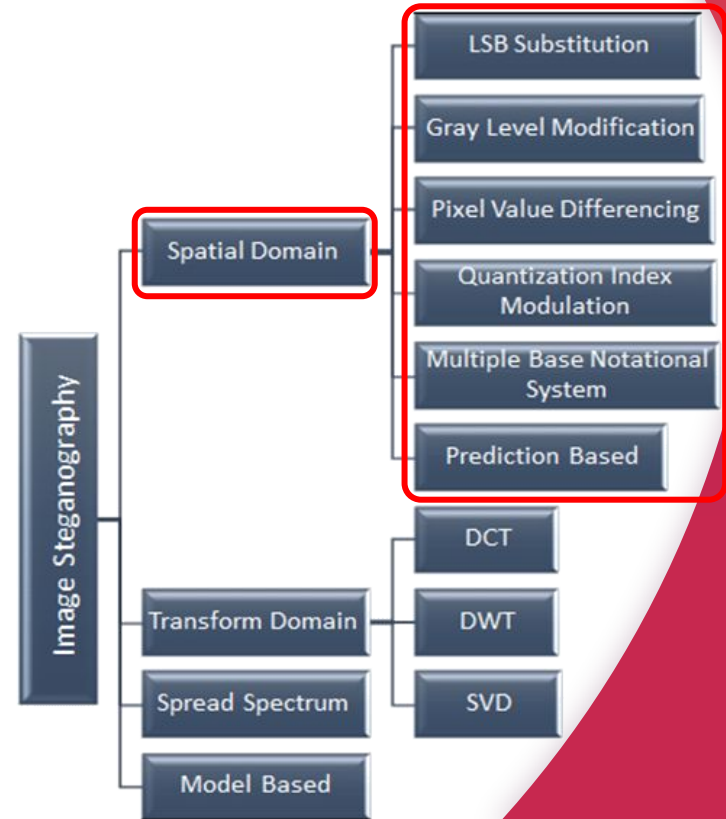 Image Steganography
Spatial Domain
LSB Substitution
Gray Level Modification
Pixel Value Differencing
Quantization Index
Modulation
Multiple Base Notational
System
Prediction Based
Transform Domain
DCT
DWT
SVD
Spread Spectrum
Model Based